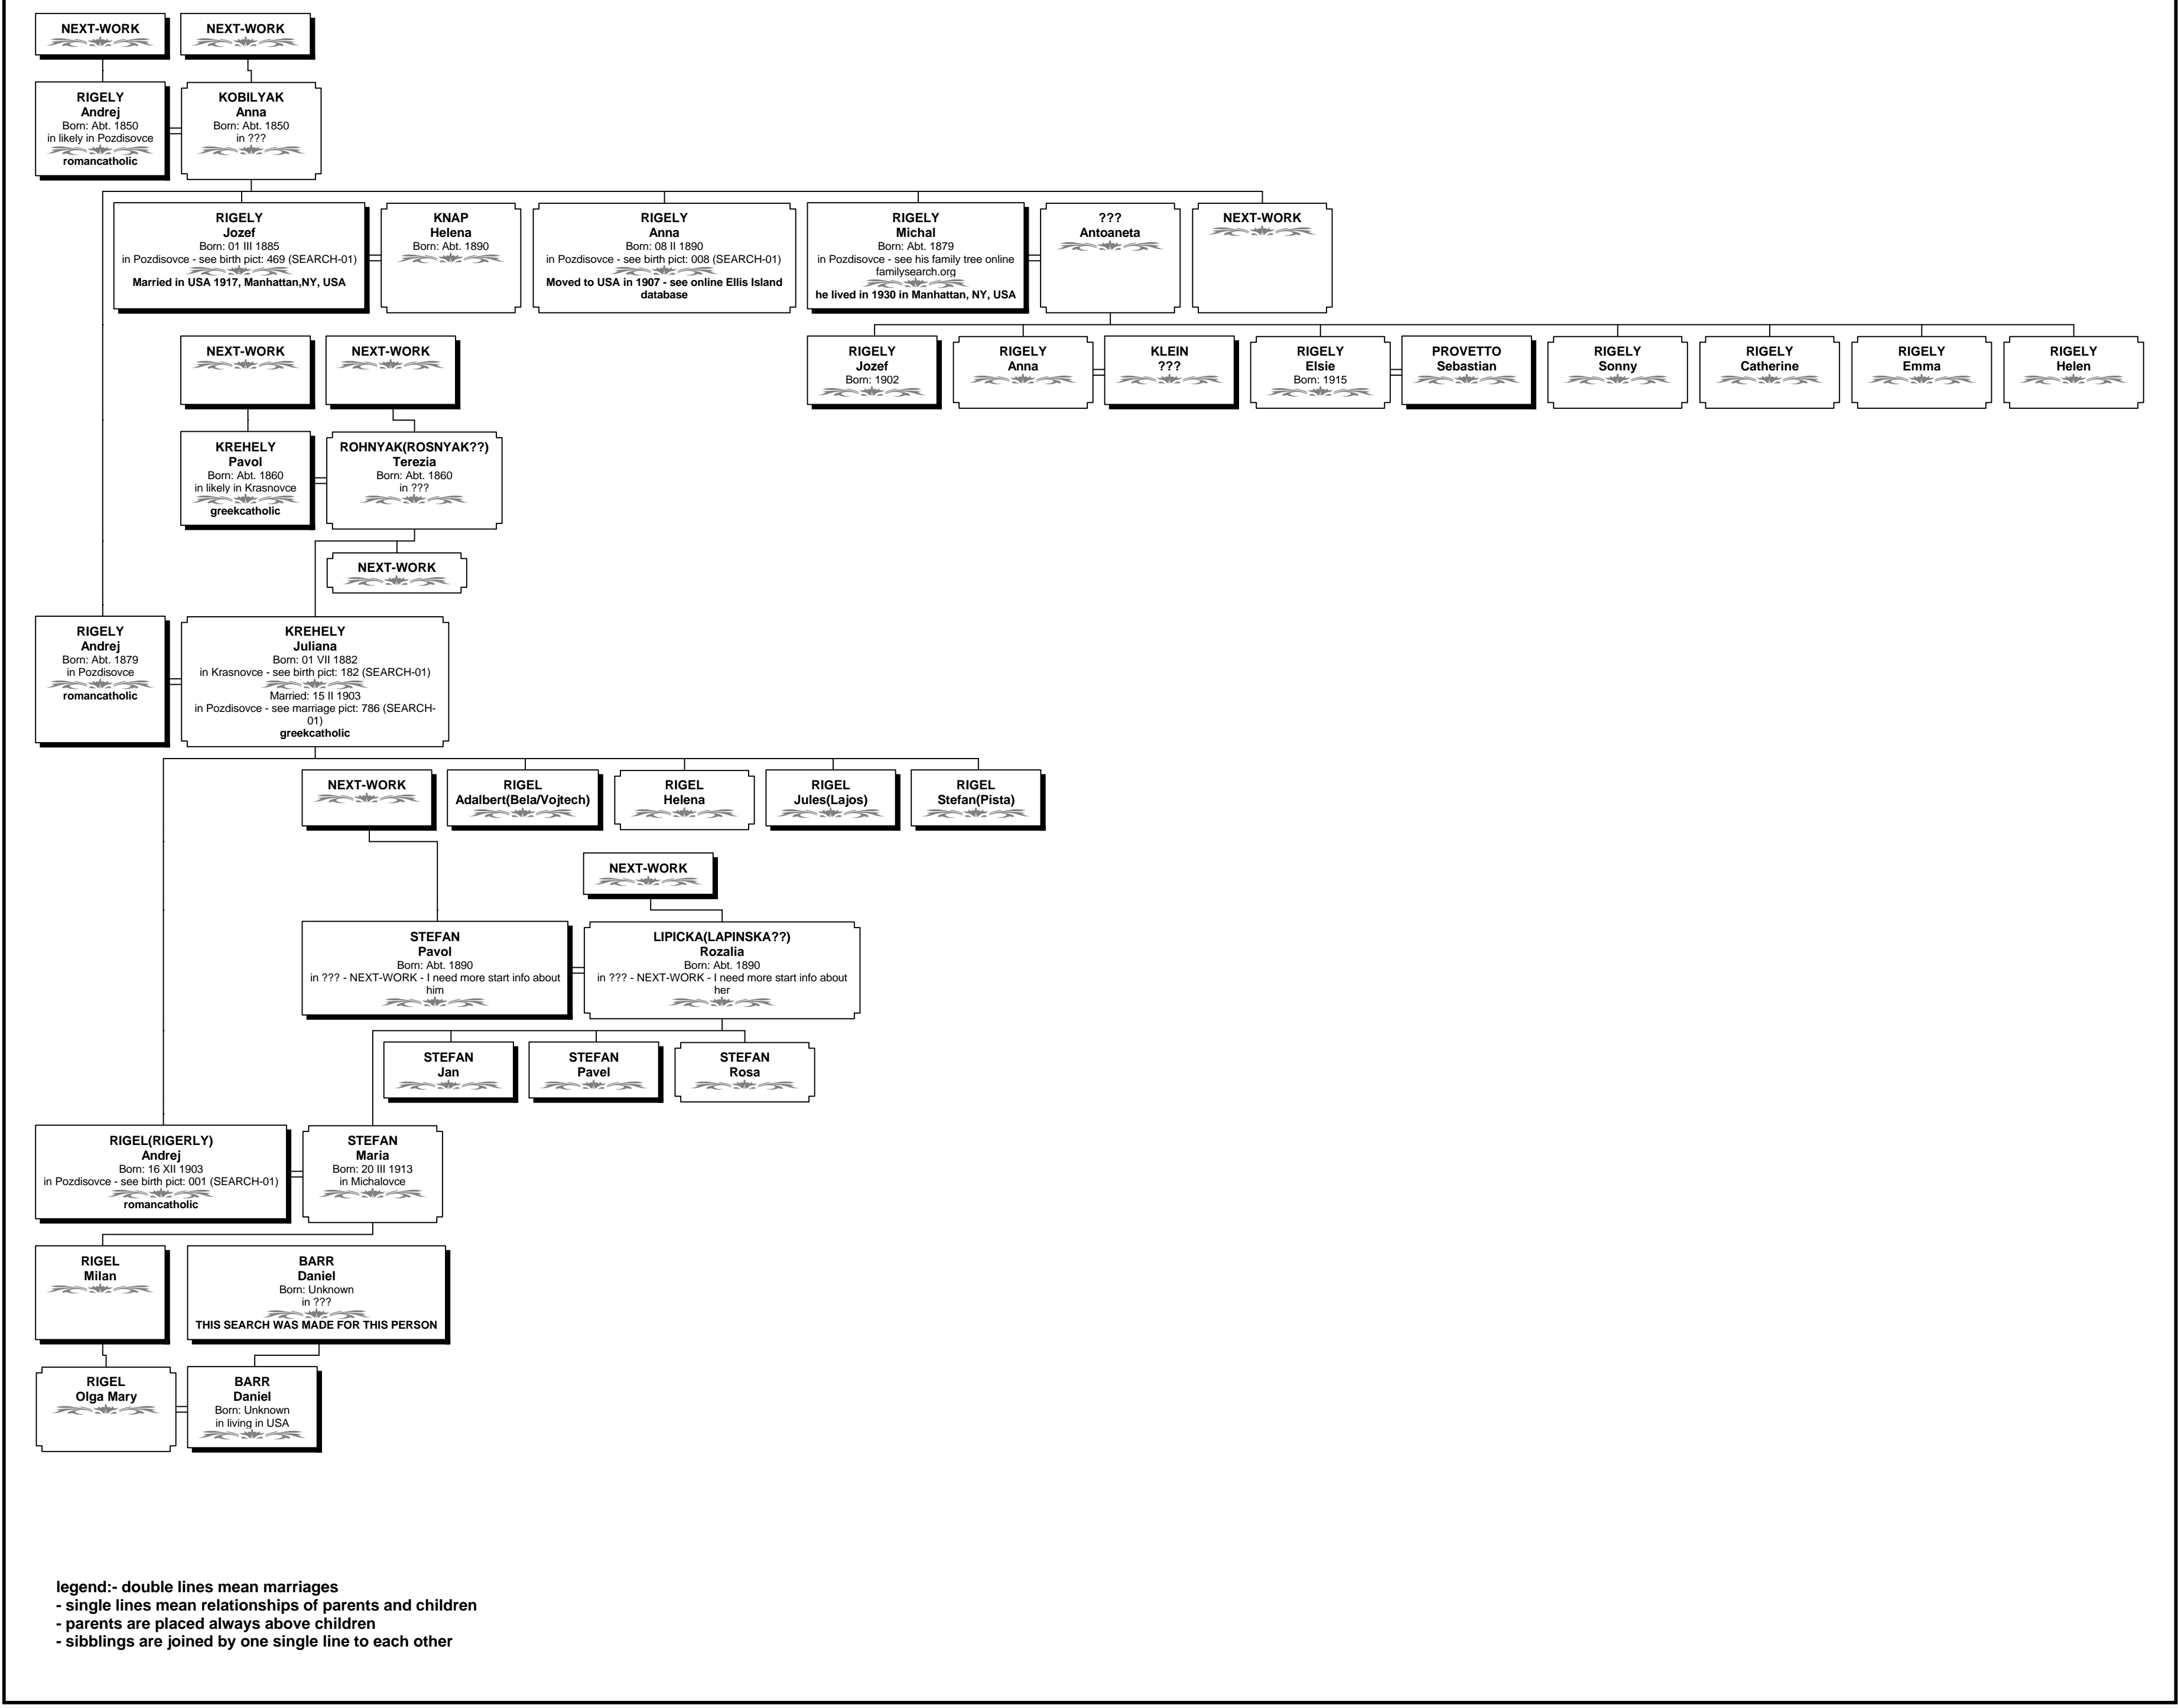 NEXT-WORK
NEXT-WORK
RIGELY
Andrej
Born: Abt. 1850
in likely in Pozdisovce
romancatholic
KOBILYAK
Anna
Born: Abt. 1850
in ???
RIGELY
Jozef
Born: 01 III 1885
in Pozdisovce - see birth pict: 469 (SEARCH-01)
Married in USA 1917, Manhattan,NY, USA
KNAP
Helena
Born: Abt. 1890
RIGELY
Anna
Born: 08 II 1890
in Pozdisovce - see birth pict: 008 (SEARCH-01)
Moved to USA in 1907 - see online Ellis Island
database
RIGELY
Michal
Born: Abt. 1879
in Pozdisovce - see his family tree online
familysearch.org
he lived in 1930 in Manhattan, NY, USA
???
Antoaneta
NEXT-WORK
NEXT-WORK
NEXT-WORK
RIGELY
Jozef
Born: 1902
RIGELY
Anna
KLEIN
???
RIGELY
Elsie
Born: 1915
PROVETTO
Sebastian
RIGELY
Sonny
RIGELY
Catherine
RIGELY
Emma
RIGELY
Helen
KREHELY
Pavol
Born: Abt. 1860
in likely in Krasnovce
greekcatholic
ROHNYAK(ROSNYAK??)
Terezia
Born: Abt. 1860
in ???
NEXT-WORK
RIGELY
Andrej
Born: Abt. 1879
in Pozdisovce
romancatholic
KREHELY
Juliana
Born: 01 VII 1882
in Krasnovce - see birth pict: 182 (SEARCH-01)
Married: 15 II 1903
in Pozdisovce - see marriage pict: 786 (SEARCH-
01)
greekcatholic
NEXT-WORK
RIGEL
Adalbert(Bela/Vojtech)
RIGEL
Helena
RIGEL
Jules(Lajos)
RIGEL
Stefan(Pista)
NEXT-WORK
STEFAN
Pavol
Born: Abt. 1890
in ??? - NEXT-WORK - I need more start info about
him
LIPICKA(LAPINSKA??)
Rozalia
Born: Abt. 1890
in ??? - NEXT-WORK - I need more start info about
her
STEFAN
Jan
STEFAN
Pavel
STEFAN
Rosa
RIGEL(RIGERLY)
Andrej
Born: 16 XII 1903
in Pozdisovce - see birth pict: 001 (SEARCH-01)
romancatholic
STEFAN
Maria
Born: 20 III 1913
in Michalovce
RIGEL
Milan
BARR
Daniel
Born: Unknown
in ???
THIS SEARCH WAS MADE FOR THIS PERSON
RIGEL
Olga Mary
BARR
Daniel
Born: Unknown
in living in USA
legend:- double lines mean marriages
- single lines mean relationships of parents and children
- parents are placed always above children
- sibblings are joined by one single line to each other